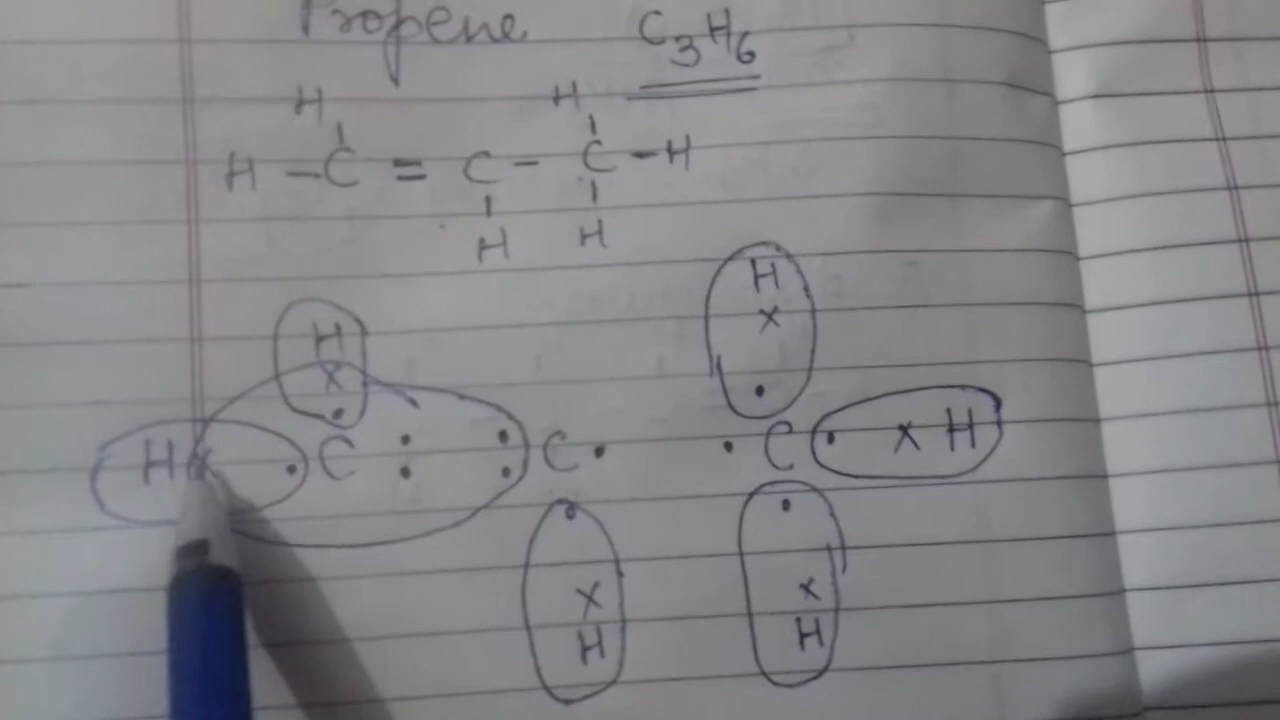 Propene C3H6
H H
H - C = C - C - H
H H
H
x
H
x
H x • C : : C • • C • x H
• •
x x
H H